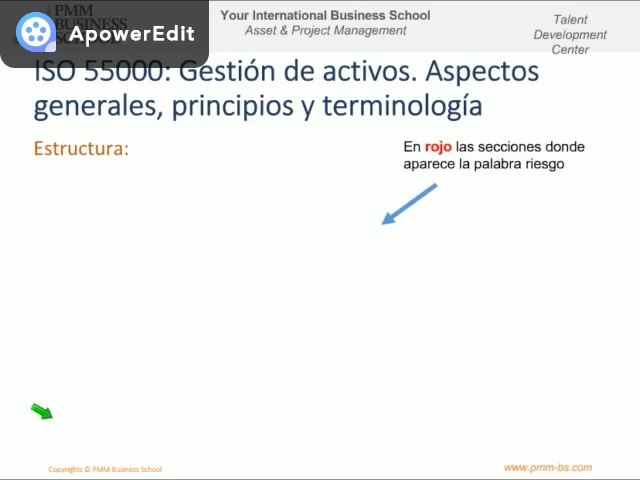 PMM
BUSINESS
SCHOOL
ApowerEdit
Your International Business School
Asset & Project Management
Talent
Development
Center
ISO 55000: Gestión de activos. Aspectos
generales, principios y terminología
Estructura:
En rojo las secciones donde
aparece la palabra riesgo
Copyrights © PMM Business School
www.pmm-bs.com